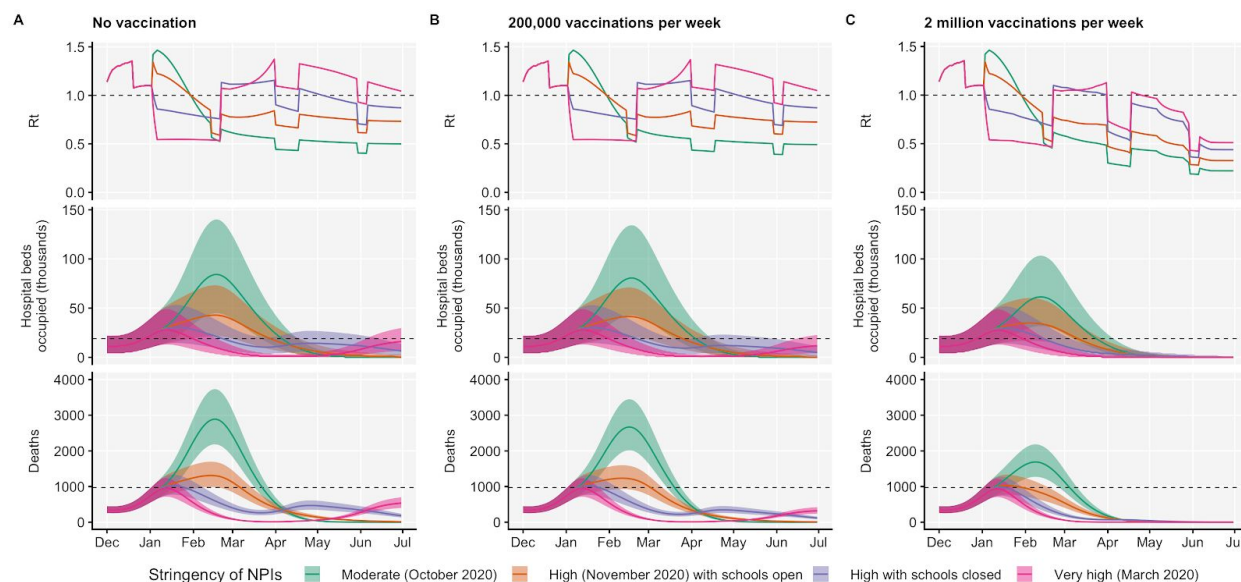 A No vaccination
1.5
1.0
0.5
0.0
Rt
150
100
50
0
Hospital beds
occupied (thousands)
4000
3000
2000
1000
0
Deaths
Dec Jan Feb Mar Apr May Jun Jul
B 200,000 vaccinations per week
1.5
1.0
0.5
0.0
Rt
150
100
50
0
Hospital beds
occupied (thousands)
4000
3000
2000
1000
0
Deaths
Dec Jan Feb Mar Apr May Jun Jul
C 2 million vaccinations per week
1.5
1.0
0.5
0.0
Rt
150
100
50
0
Hospital beds
occupied (thousands)
4000
3000
2000
1000
0
Deaths
Dec Jan Feb Mar Apr May Jun Ju
Stringency of NPIs Moderate (October 2020) High (November 2020) with schools open High with schools closed Very high (March 2020)